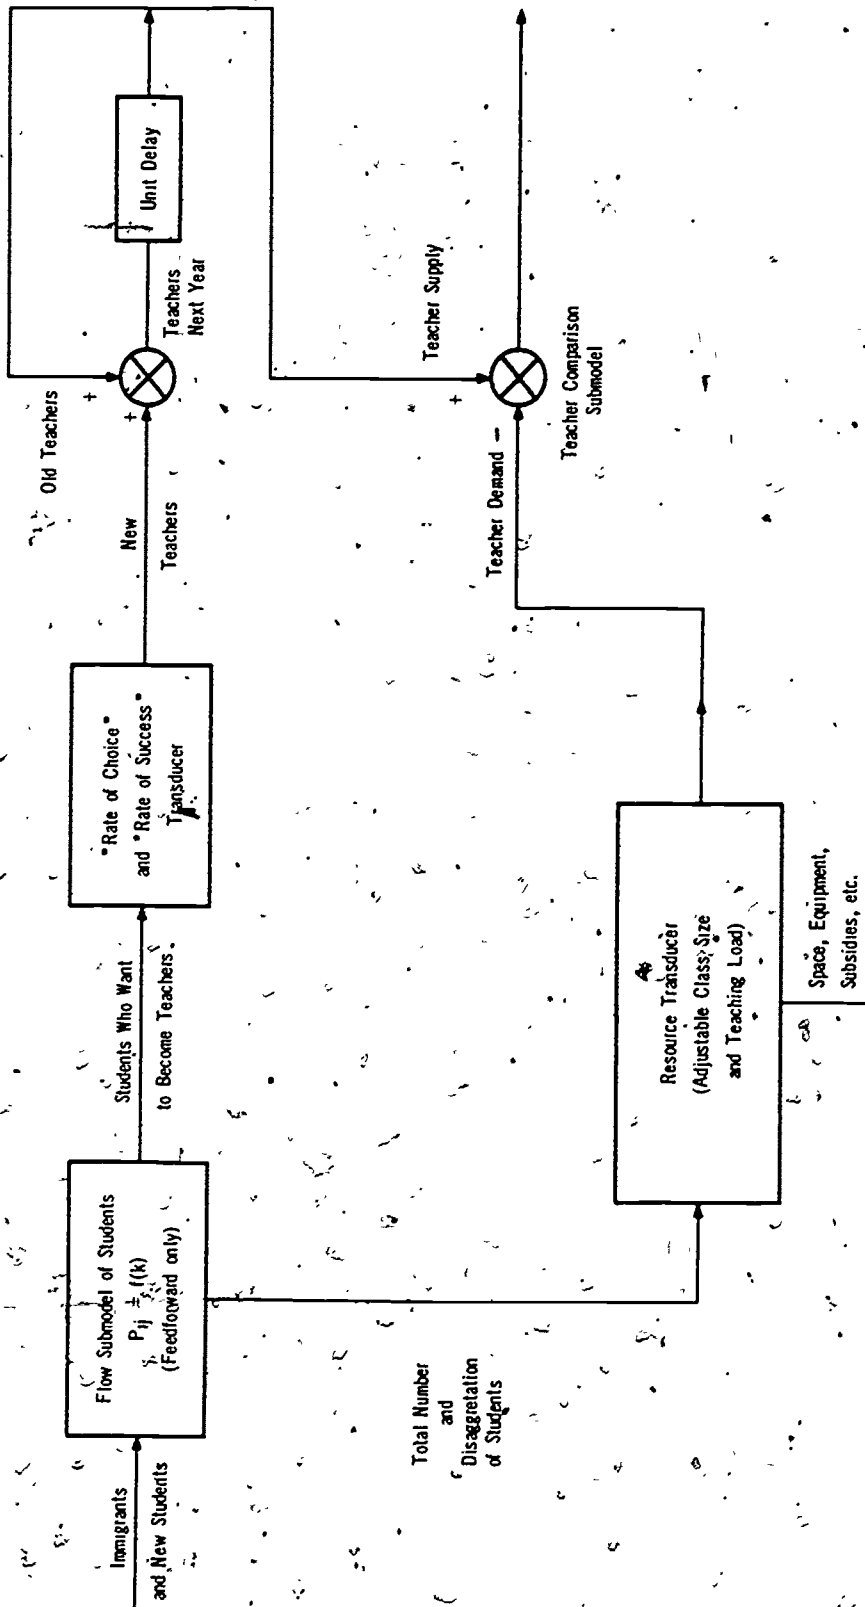 Immigrants
and New Students
Flow Submodel of Students
Pij = f(k)
(Feedforward only)
Students Who Want
to Become Teachers
"Rate of Choice"
and "Rate of Success"
Transducer
New
Teachers
Old Teachers
+
+
Teachers
Next Year
Unit Delay
Total Number
and
Disaggretation
of Students
Resource Transducer
(Adjustable Class Size
and Teaching Load)
Space, Equipment,
Subsidies, etc.
Teacher Demand −
Teacher Supply
+
Teacher Comparison
Submodel